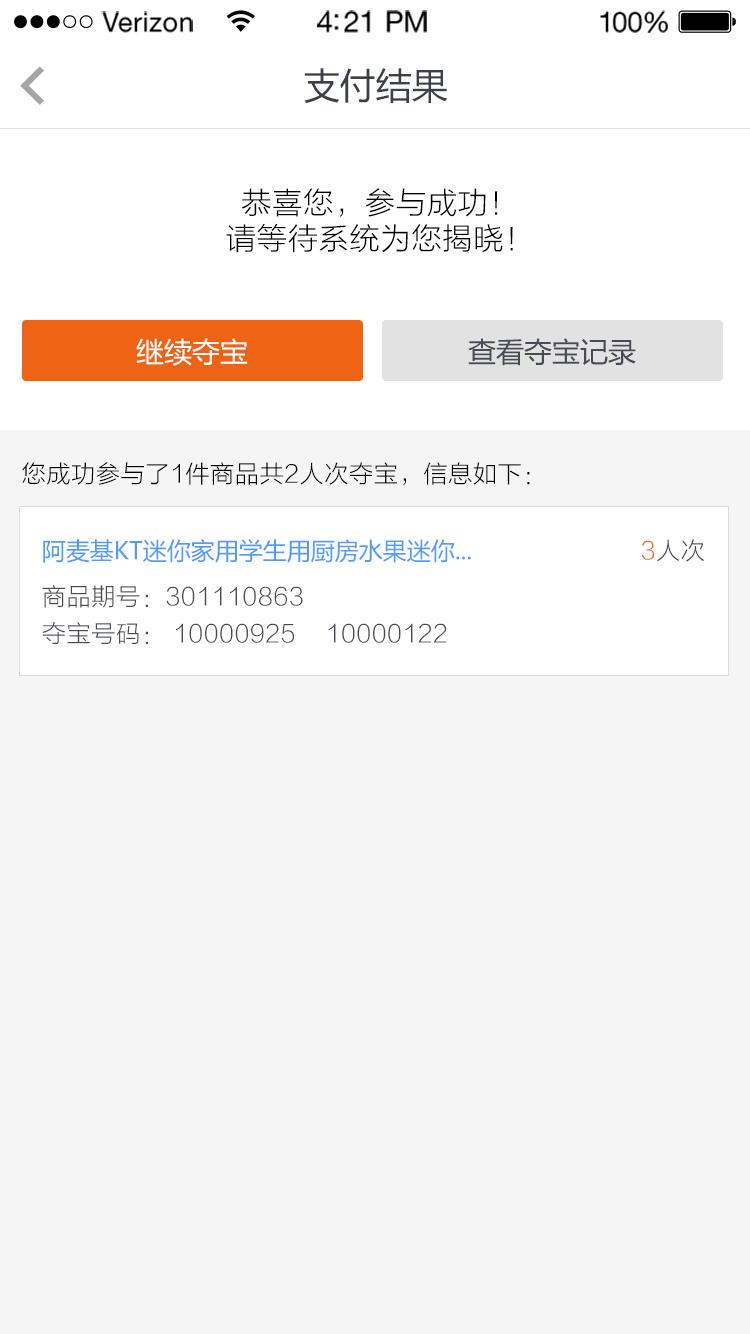 Verizon 4:21 PM 100%
支付结果
恭喜您，参与成功！
请等待系统为您揭晓！
继续夺宝 查看夺宝记录
您成功参与了1件商品共2人次夺宝，信息如下：
阿麦基KT迷你家用学生用厨房水果迷你... 3人次
商品期号：301110863
夺宝号码： 10000925 10000122